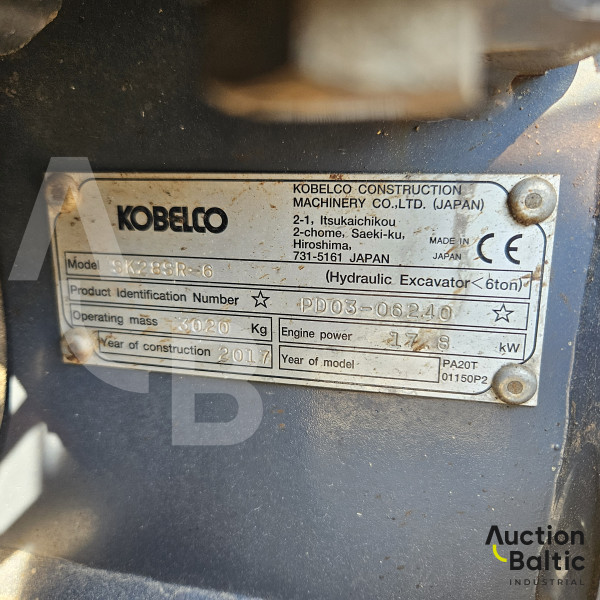 KOBELCO
KOBELCO CONSTRUCTION
MACHINERY CO.,LTD. (JAPAN)
2-1, Itsukaichikou
2-chome, Saeki-ku,
Hiroshima,
731-5161 JAPAN
MADE IN
JAPAN
CE
Model SK28SR-6 (Hydraulic Excavator<6ton)
Product Identification Number ☆ PD03-06240 ☆
Operating mass 3020 Kg
Engine power 17.8 kW
Year of construction 2017
Year of model
PA20T
01150P2
AB
Auction
Baltic
INDUSTRIAL